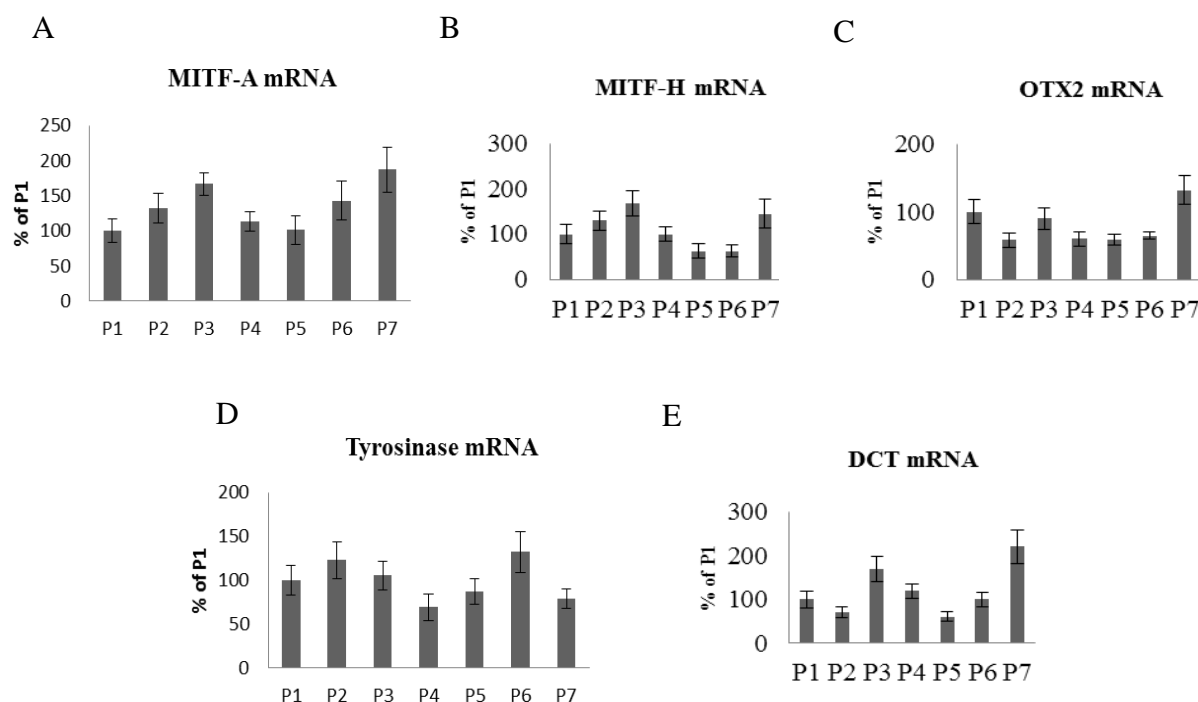 A
MITF-A mRNA
% of P1
250
200
150
100
50
0
P1 P2 P3 P4 P5 P6 P7
B
MITF-H mRNA
% of P1
300
200
100
0
P1 P2 P3 P4 P5 P6 P7
C
OTX2 mRNA
% of P1
200
100
0
P1 P2 P3 P4 P5 P6 P7
D
Tyrosinase mRNA
% of P1
200
150
100
50
0
P1 P2 P3 P4 P5 P6 P7
E
DCT mRNA
% of P1
300
200
100
0
P1 P2 P3 P4 P5 P6 P7